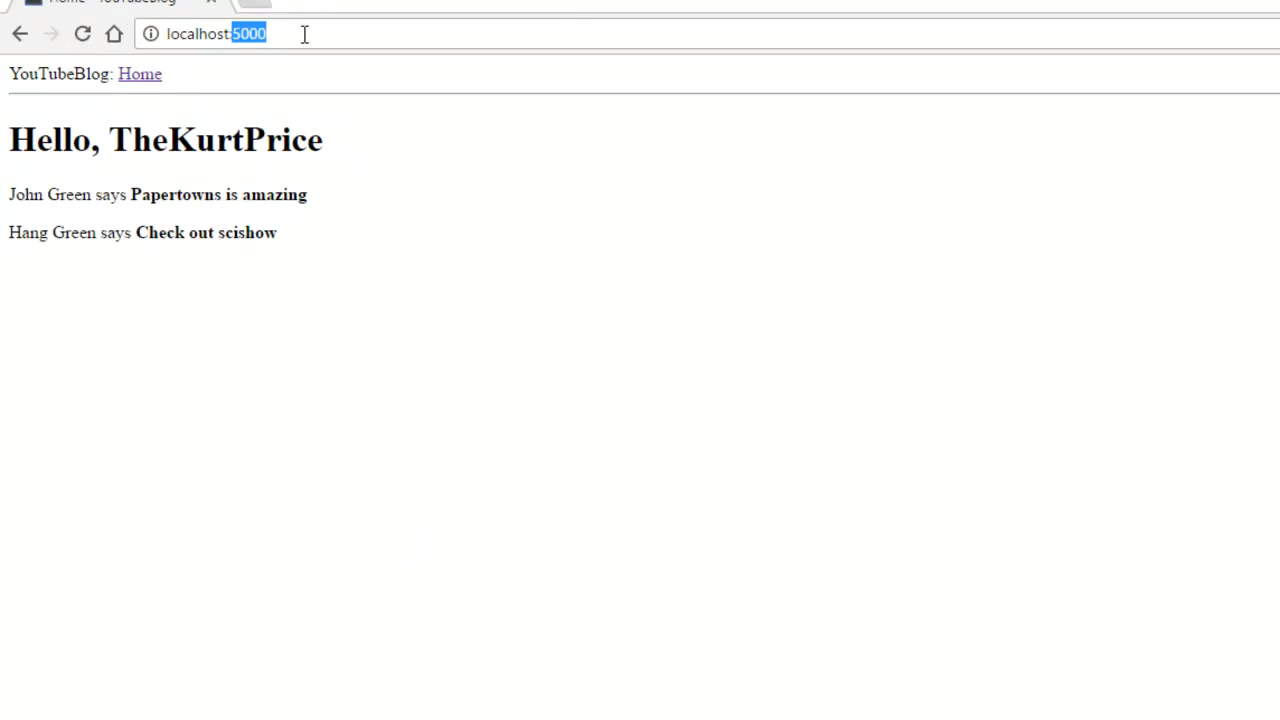 Home - YouTubeBlog
localhost:5000
YouTubeBlog: Home
Hello, TheKurtPrice
John Green says Papertowns is amazing
Hang Green says Check out scishow